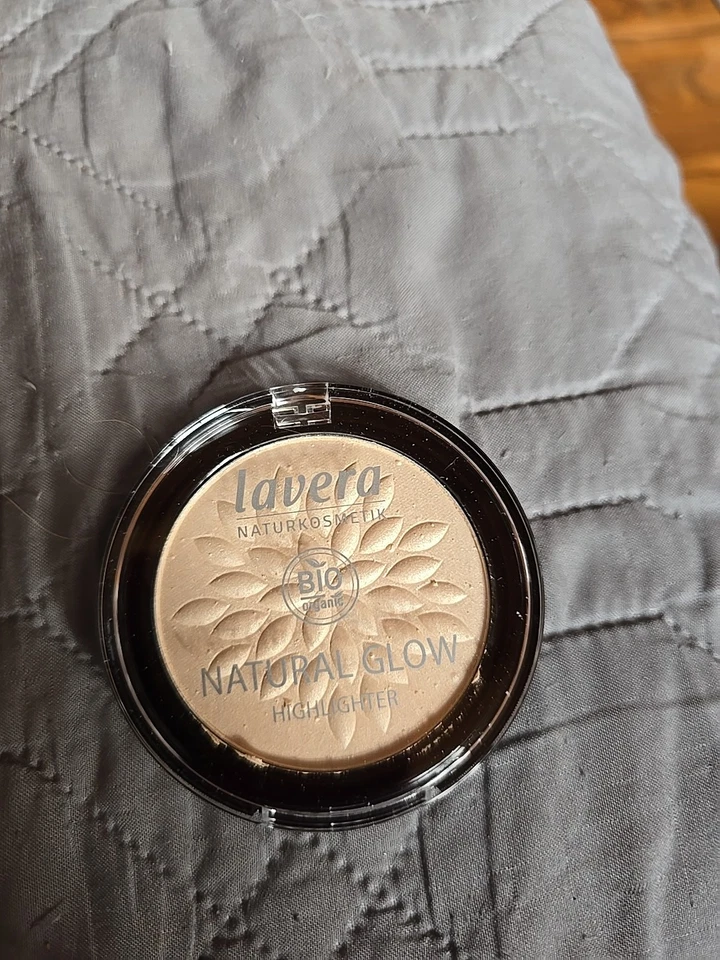 lavera
NATURKOSMETIK
BIO
organic
NATURAL GLOW
HIGHLIGHTER